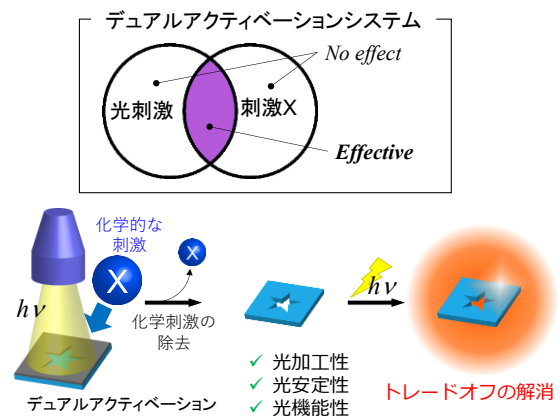 デュアルアクティベーションシステム
No effect
光刺激
刺激X
Effective
化学的な
刺激
X
X
hν
hν
化学刺激の
除去
デュアルアクティベーション
✓ 光加工性
✓ 光安定性
✓ 光機能性
トレードオフの解消